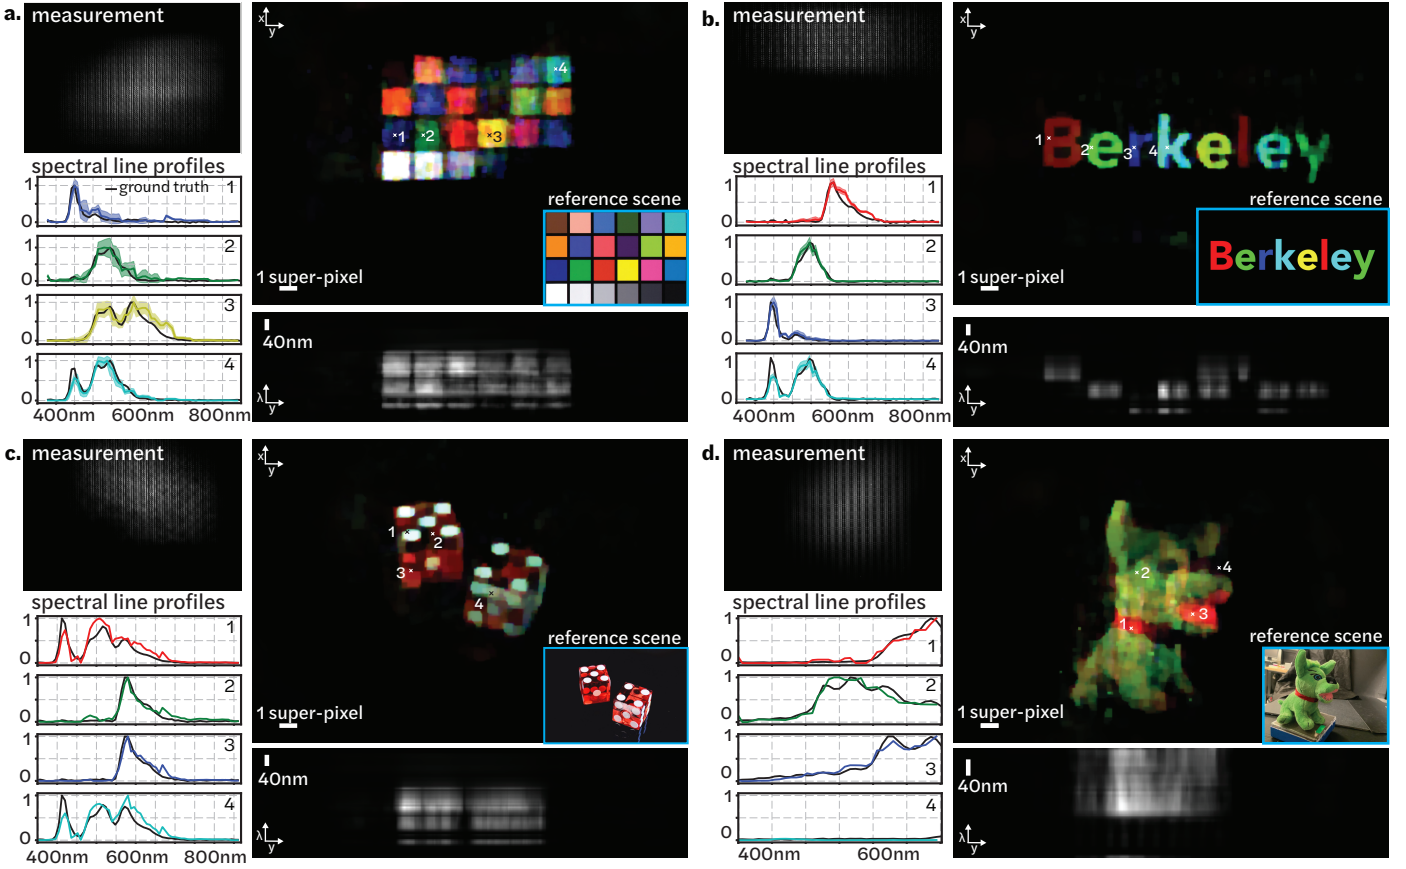 a.
measurement
x
y
4
1
2
3
spectral line profiles
ground truth
1
1
0
1
2
0
1
3
0
1
4
0
400nm 600nm 800nm
reference scene
1 super-pixel
40nm
λ
y
b.
measurement
x
y
1
2
3
4
Berkeley
spectral line profiles
1
1
0
1
2
0
1
3
0
1
4
0
400nm 600nm 800nm
reference scene
Berkeley
1 super-pixel
40nm
λ
y
c.
measurement
x
y
1
2
3
4
spectral line profiles
1
1
0
1
2
0
1
3
0
1
4
0
400nm 600nm 800nm
reference scene
1 super-pixel
40nm
λ
y
d.
measurement
x
y
2
4
3
1
spectral line profiles
1
1
0
1
2
0
1
3
0
1
4
0
400nm 600nm
reference scene
1 super-pixel
40nm
λ
y